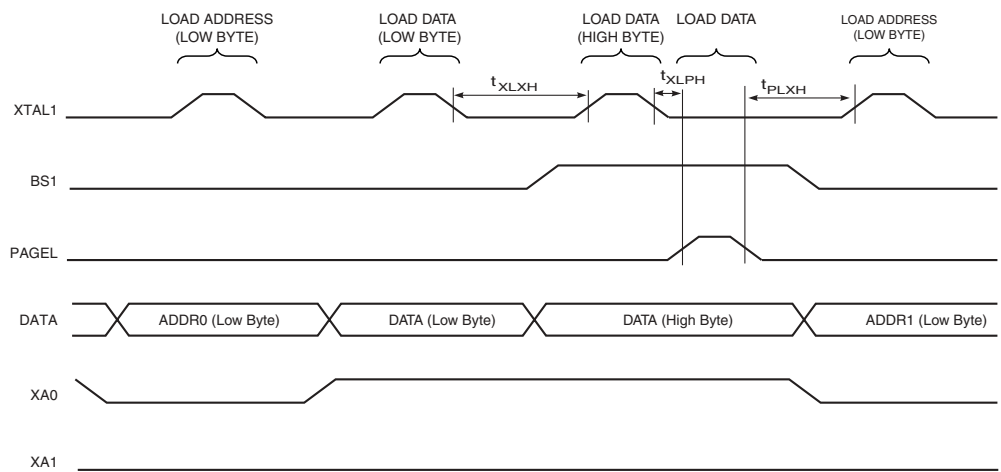 LOAD ADDRESS
(LOW BYTE)
LOAD DATA
(LOW BYTE)
LOAD DATA
(HIGH BYTE)
LOAD DATA
LOAD ADDRESS
(LOW BYTE)
tXLXH
tXLPH
tPLXH
XTAL1
BS1
PAGEL
DATA
ADDR0 (Low Byte)
DATA (Low Byte)
DATA (High Byte)
ADDR1 (Low Byte)
XA0
XA1